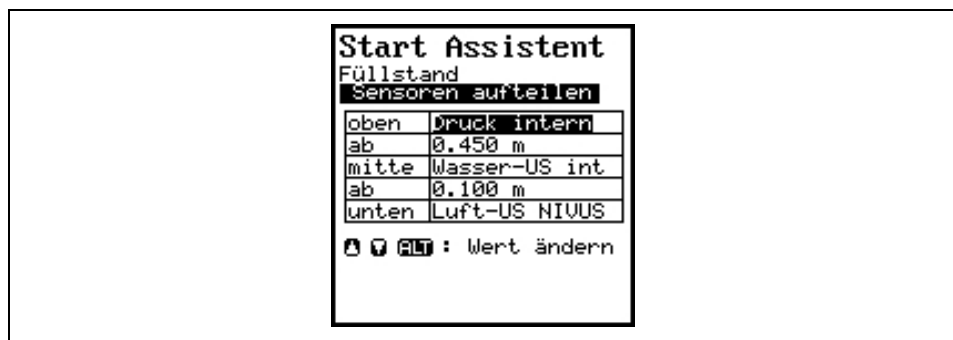 Start Assistent
Füllstand
Sensoren aufteilen
oben Druck intern
ab 0.450 m
mitte Wasser-US int
ab 0.100 m
unten Luft-US NIVUS
ALT : Wert ändern